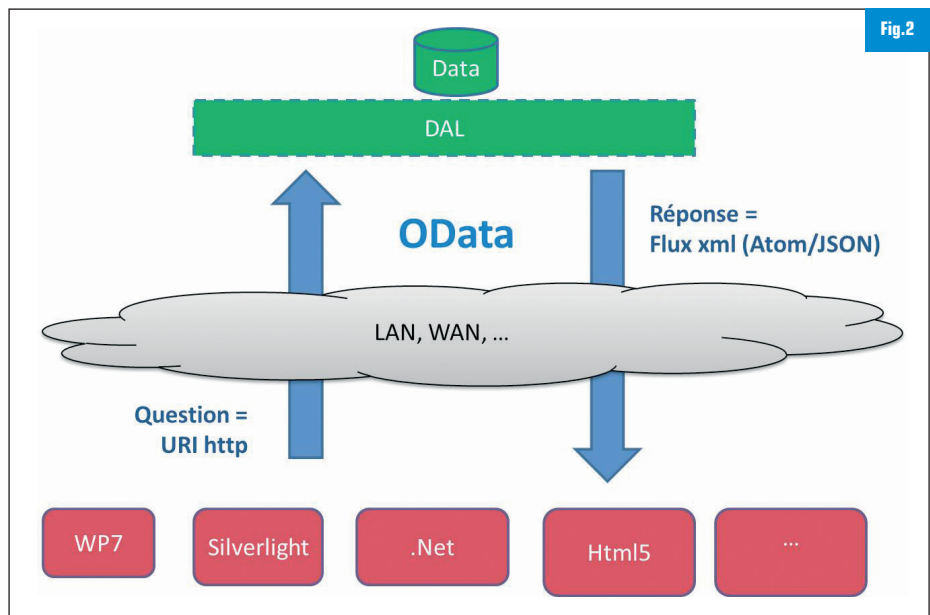 Fig.2
Data
DAL
OData
Réponse =
Flux xml (Atom/JSON)
LAN, WAN, ...
Question =
URI http
WP7
Silverlight
.Net
Html5
...